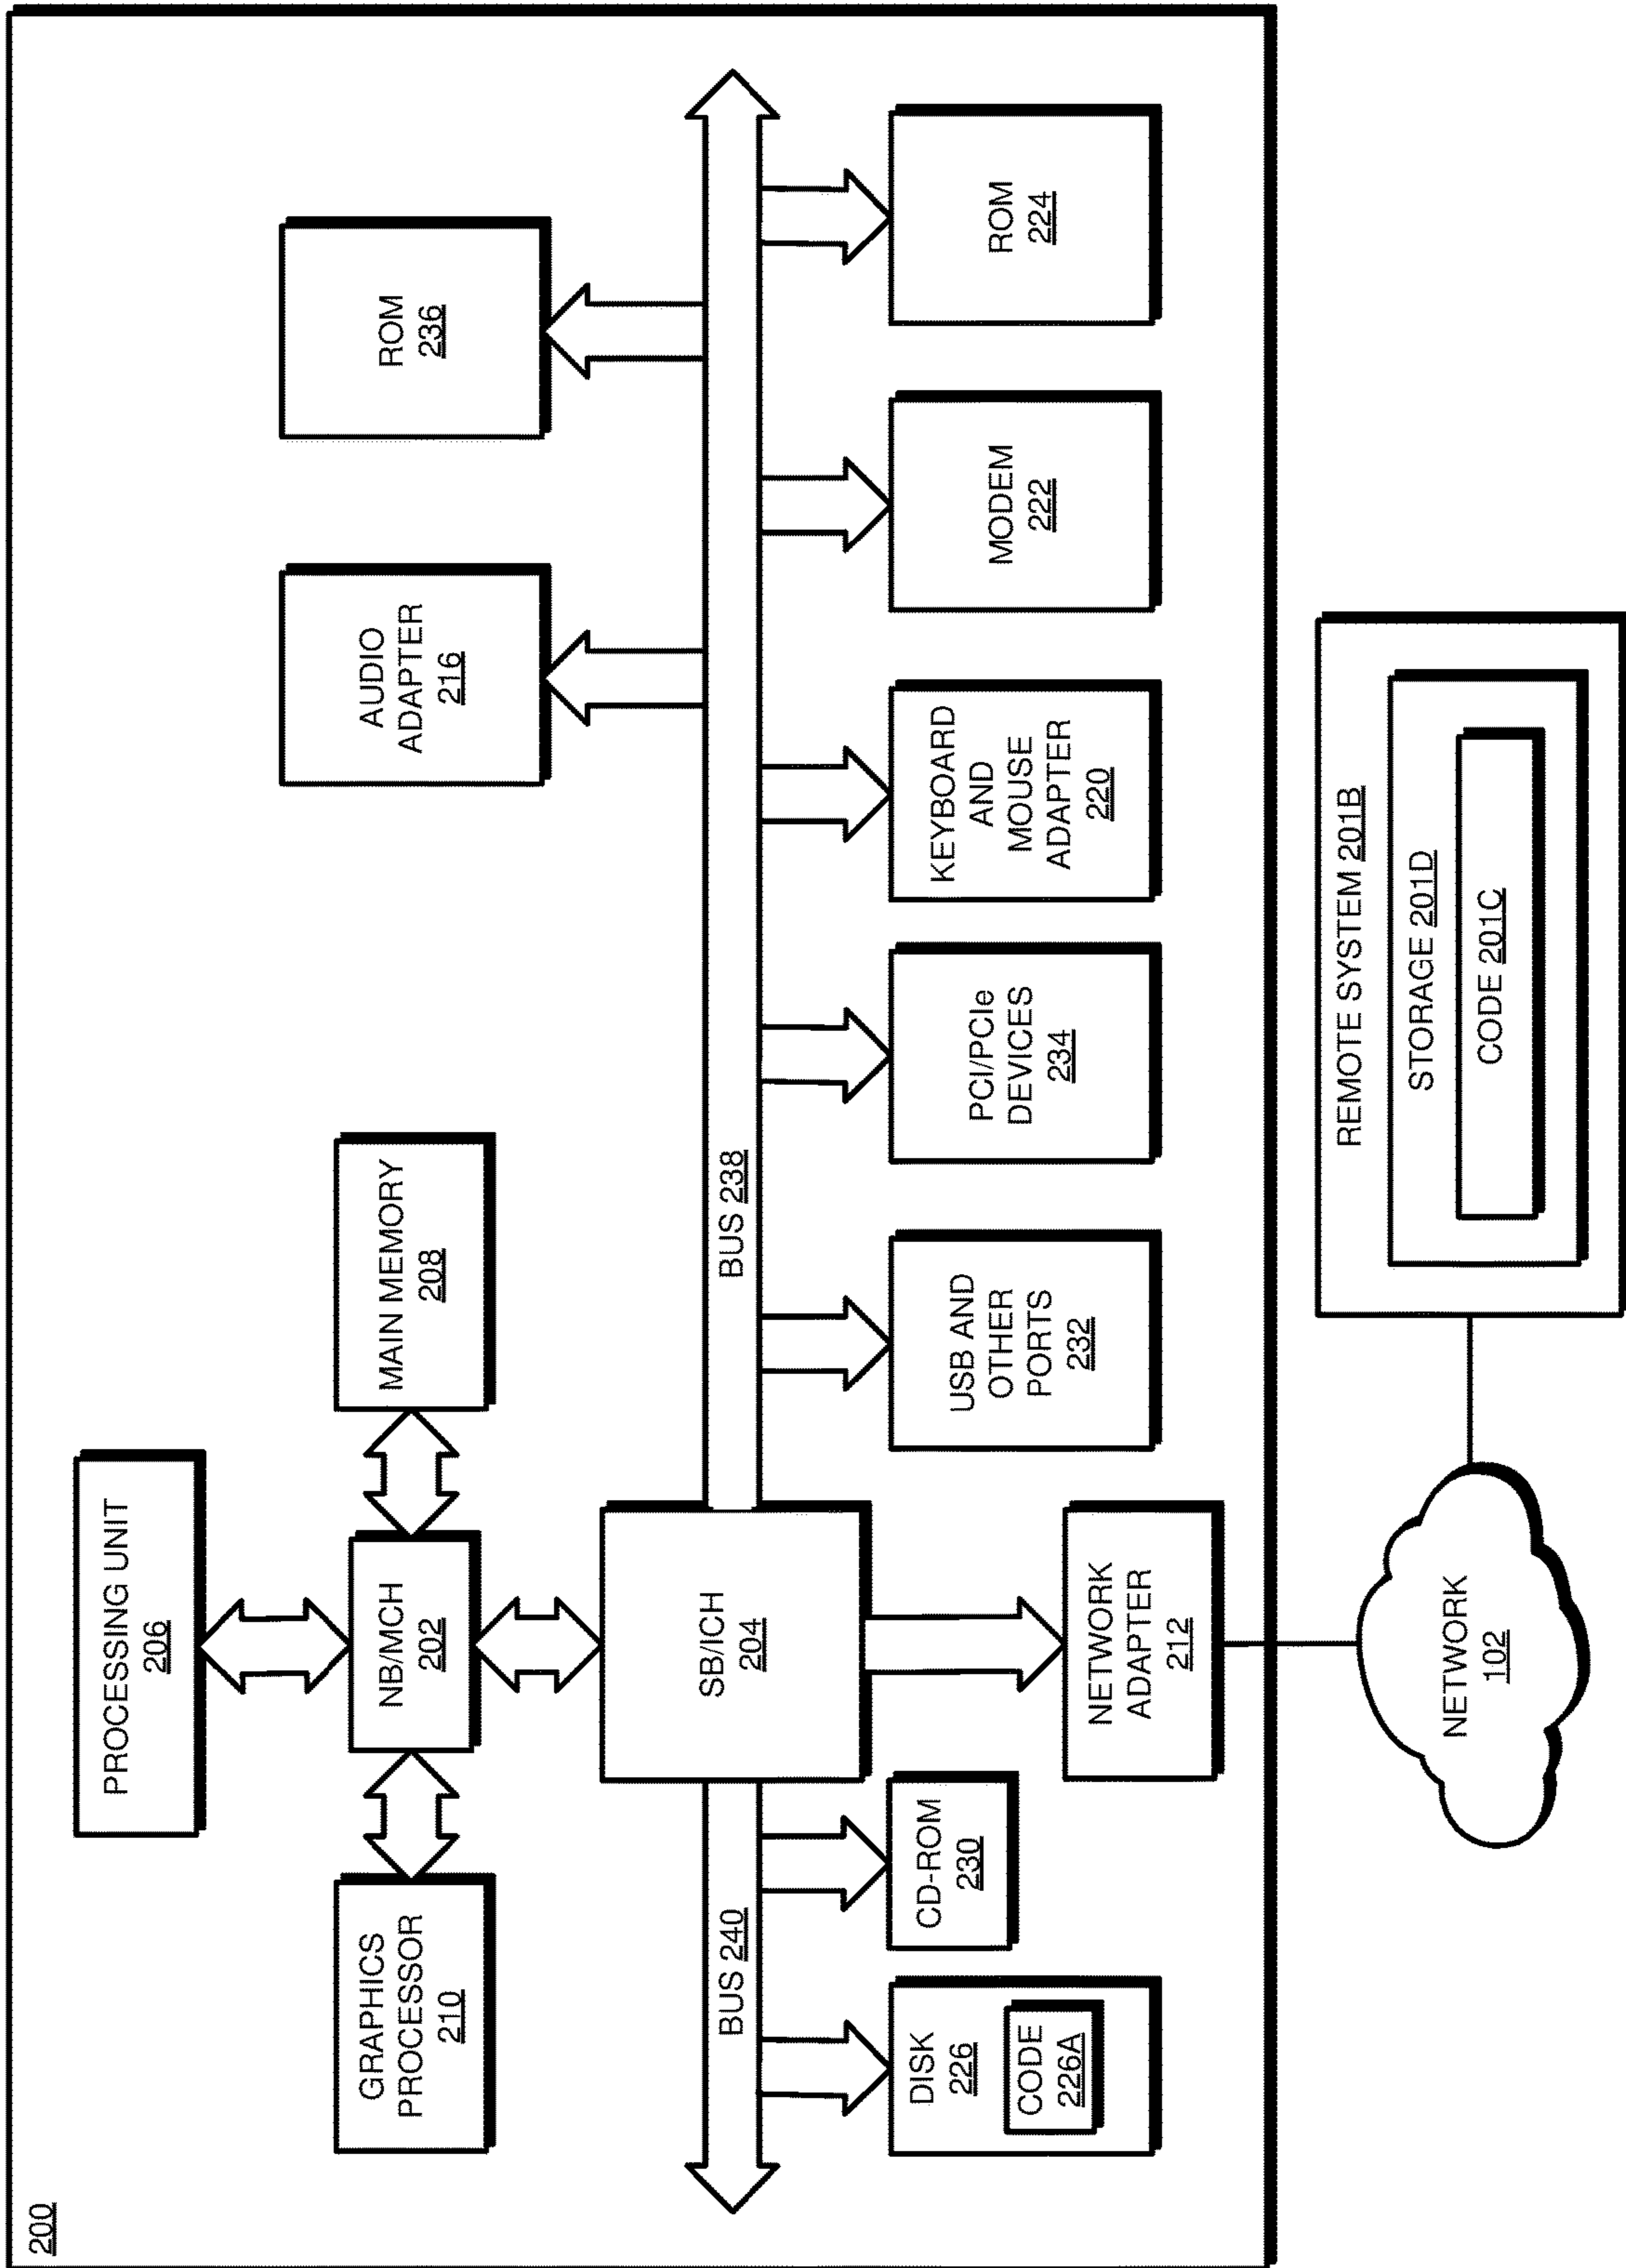 200
PROCESSING UNIT
206
GRAPHICS
PROCESSOR
210
NB/MCH
202
MAIN MEMORY
208
AUDIO
ADAPTER
216
ROM
236
SB/ICH
204
BUS 240
BUS 238
DISK
226
CODE
226A
CD-ROM
230
USB AND
OTHER
PORTS
232
PCI/PCIe
DEVICES
234
KEYBOARD
AND
MOUSE
ADAPTER
220
MODEM
222
ROM
224
NETWORK
ADAPTER
212
NETWORK
102
REMOTE SYSTEM 201B
STORAGE 201D
CODE 201C